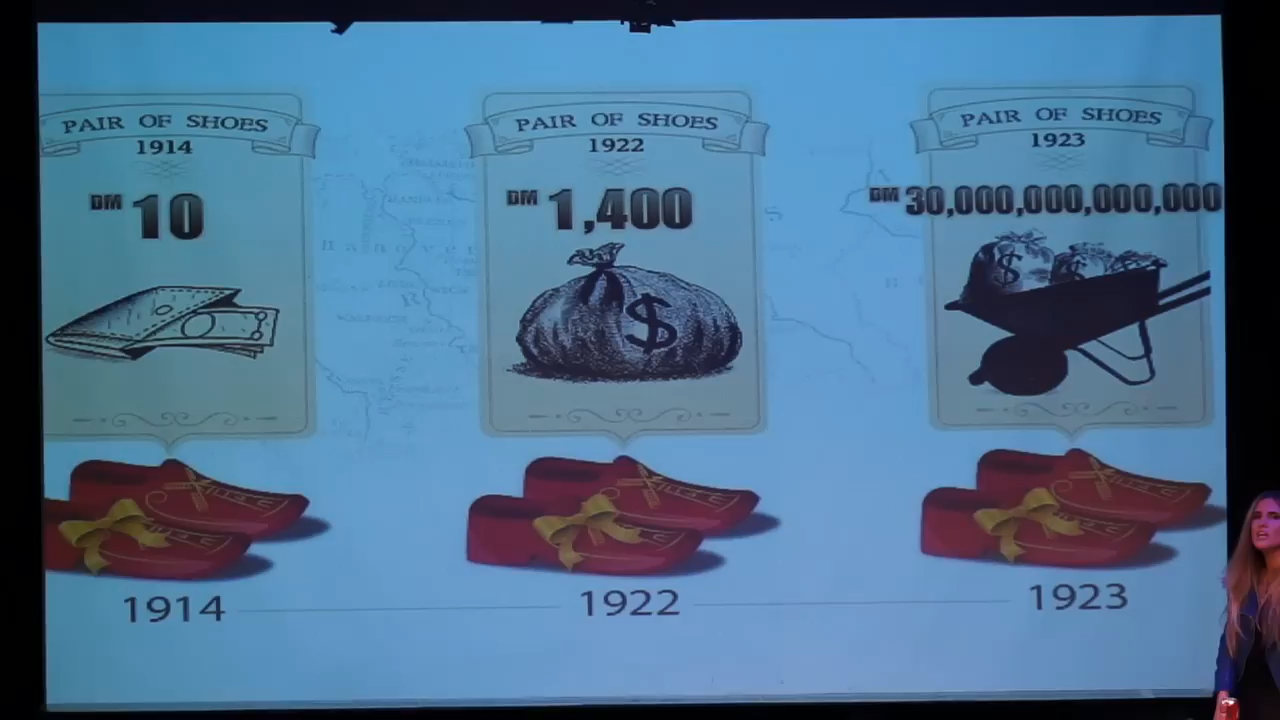 PAIR OF SHOES
1914
DM 10
PAIR OF SHOES
1922
DM 1,400
$
PAIR OF SHOES
1923
DM 30,000,000,000,000
$
$
1914
1922
1923